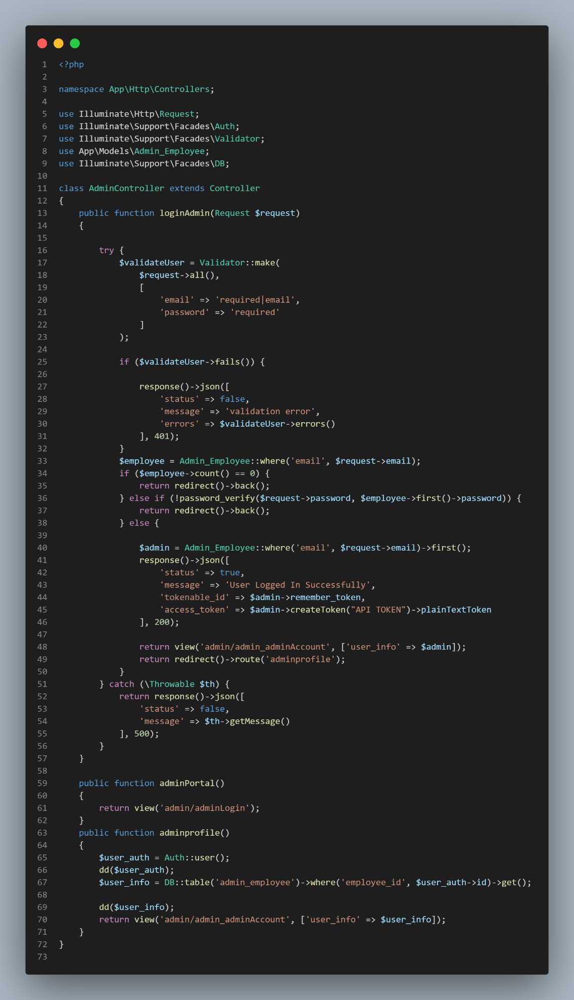 1 <?php
2
3 namespace App\Http\Controllers;
4
5 use Illuminate\Http\Request;
6 use Illuminate\Support\Facades\Auth;
7 use Illuminate\Support\Facades\Validator;
8 use App\Models\Admin_Employee;
9 use Illuminate\Support\Facades\DB;
10
11 class AdminController extends Controller
12 {
13     public function loginAdmin(Request $request)
14     {
15
16         try {
17             $validateUser = Validator::make(
18                 $request->all(),
19                 [
20                     'email' => 'required|email',
21                     'password' => 'required'
22                 ]
23             );
24
25             if ($validateUser->fails()) {
26
27                 response()->json([
28                     'status' => false,
29                     'message' => 'validation error',
30                     'errors' => $validateUser->errors()
31                 ], 401);
32             }
33             $employee = Admin_Employee::where('email', $request->email);
34             if ($employee->count() == 0) {
35                 return redirect()->back();
36             } else if (!password_verify($request->password, $employee->first()->password)) {
37                 return redirect()->back();
38             } else {
39
40                 $admin = Admin_Employee::where('email', $request->email)->first();
41                 response()->json([
42                     'status' => true,
43                     'message' => 'User Logged In Successfully',
44                     'tokenable_id' => $admin->remember_token,
45                     'access_token' => $admin->createToken("API TOKEN")->plainTextToken
46                 ], 200);
47
48                 return view('admin/admin_adminAccount', ['user_info' => $admin]);
49                 return redirect()->route('adminprofile');
50             }
51         } catch (\Throwable $th) {
52             return response()->json([
53                 'status' => false,
54                 'message' => $th->getMessage()
55             ], 500);
56         }
57     }
58
59     public function adminPortal()
60     {
61         return view('admin/adminLogin');
62     }
63     public function adminprofile()
64     {
65         $user_auth = Auth::user();
66         dd($user_auth);
67         $user_info = DB::table('admin_employee')->where('employee_id', $user_auth->id)->get();
68
69         dd($user_info);
70         return view('admin/admin_adminAccount', ['user_info' => $user_info]);
71     }
72 }
73